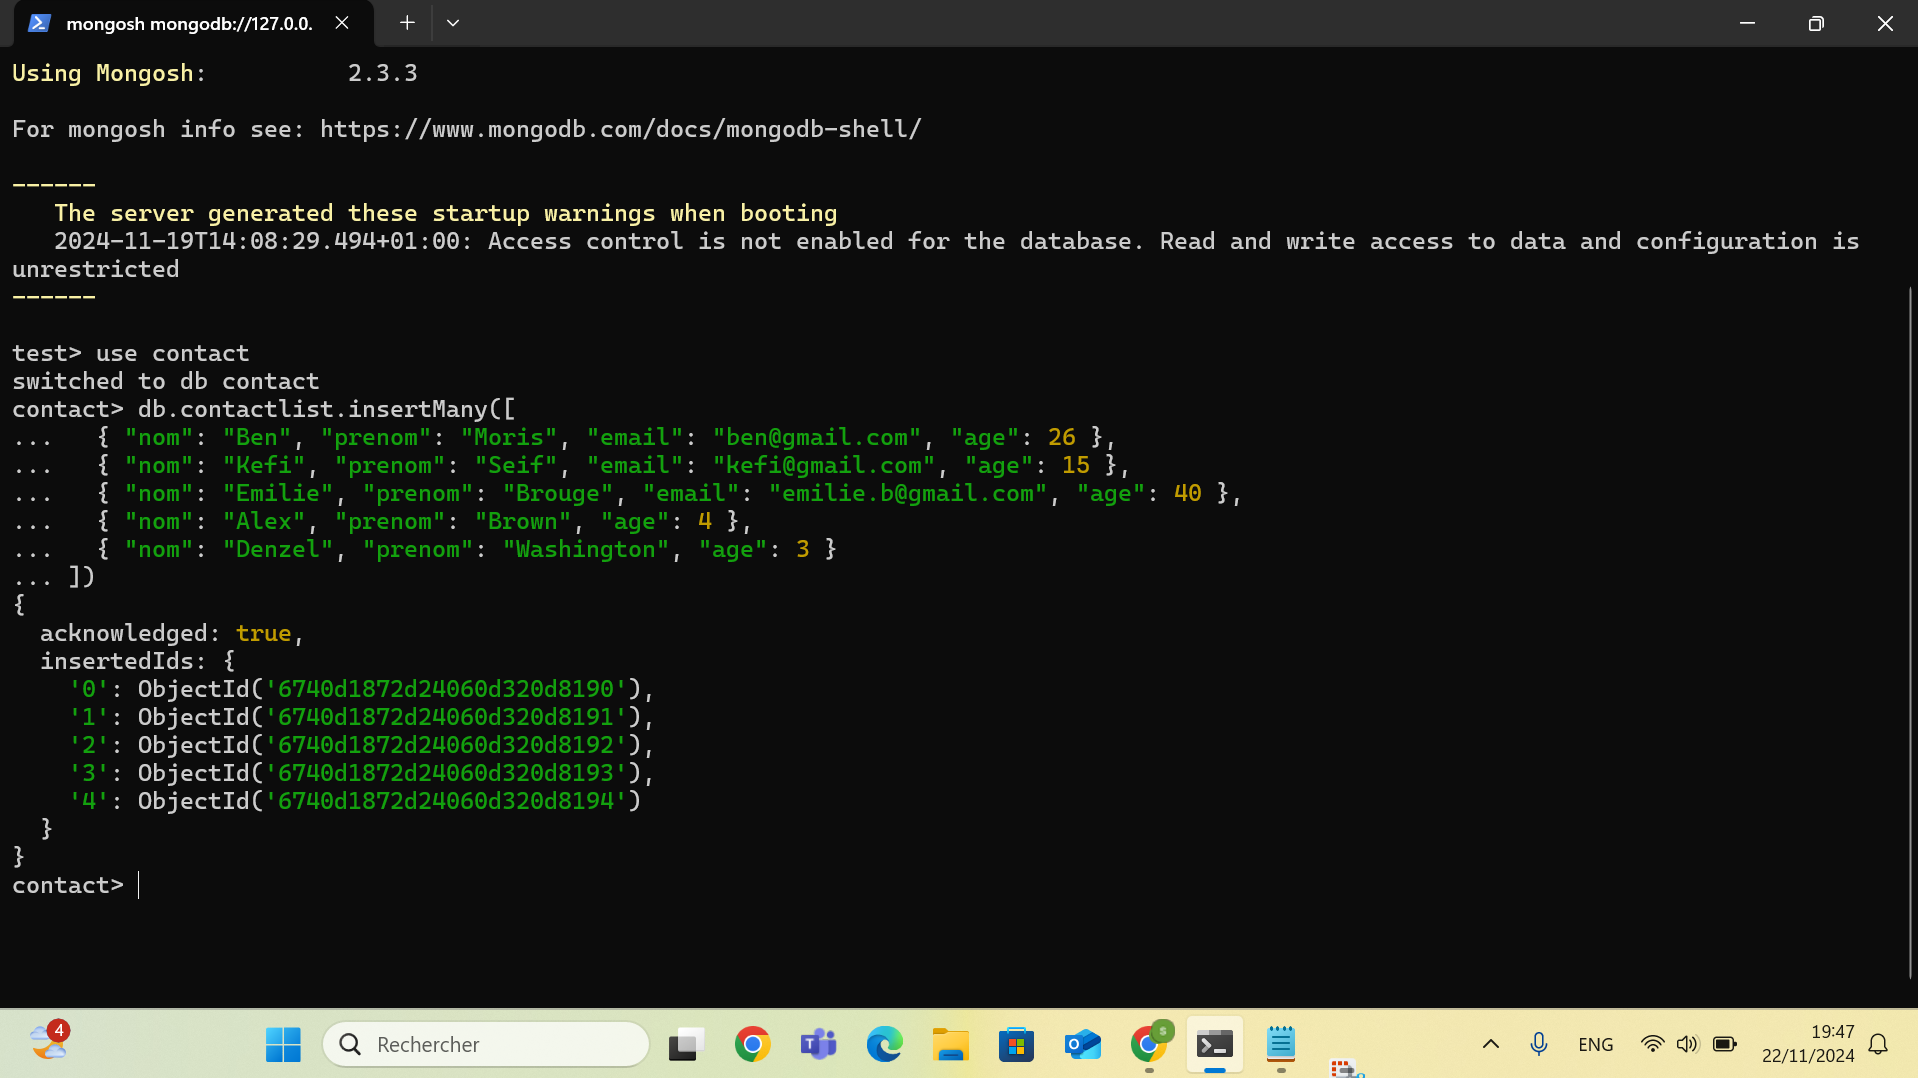 mongosh mongodb://127.0.0.
Using Mongosh: 2.3.3
For mongosh info see: https://www.mongodb.com/docs/mongodb-shell/
------
The server generated these startup warnings when booting
2024-11-19T14:08:29.494+01:00: Access control is not enabled for the database. Read and write access to data and configuration is
unrestricted
------
test> use contact
switched to db contact
contact> db.contactlist.insertMany([
... { "nom": "Ben", "prenom": "Moris", "email": "ben@gmail.com", "age": 26 },
... { "nom": "Kefi", "prenom": "Seif", "email": "kefi@gmail.com", "age": 15 },
... { "nom": "Emilie", "prenom": "Brouge", "email": "emilie.b@gmail.com", "age": 40 },
... { "nom": "Alex", "prenom": "Brown", "age": 4 },
... { "nom": "Denzel", "prenom": "Washington", "age": 3 }
... ])
{
acknowledged: true,
insertedIds: {
'0': ObjectId('6740d1872d24060d320d8190'),
'1': ObjectId('6740d1872d24060d320d8191'),
'2': ObjectId('6740d1872d24060d320d8192'),
'3': ObjectId('6740d1872d24060d320d8193'),
'4': ObjectId('6740d1872d24060d320d8194')
}
}
contact>
4
Rechercher
ENG
19:47
22/11/2024